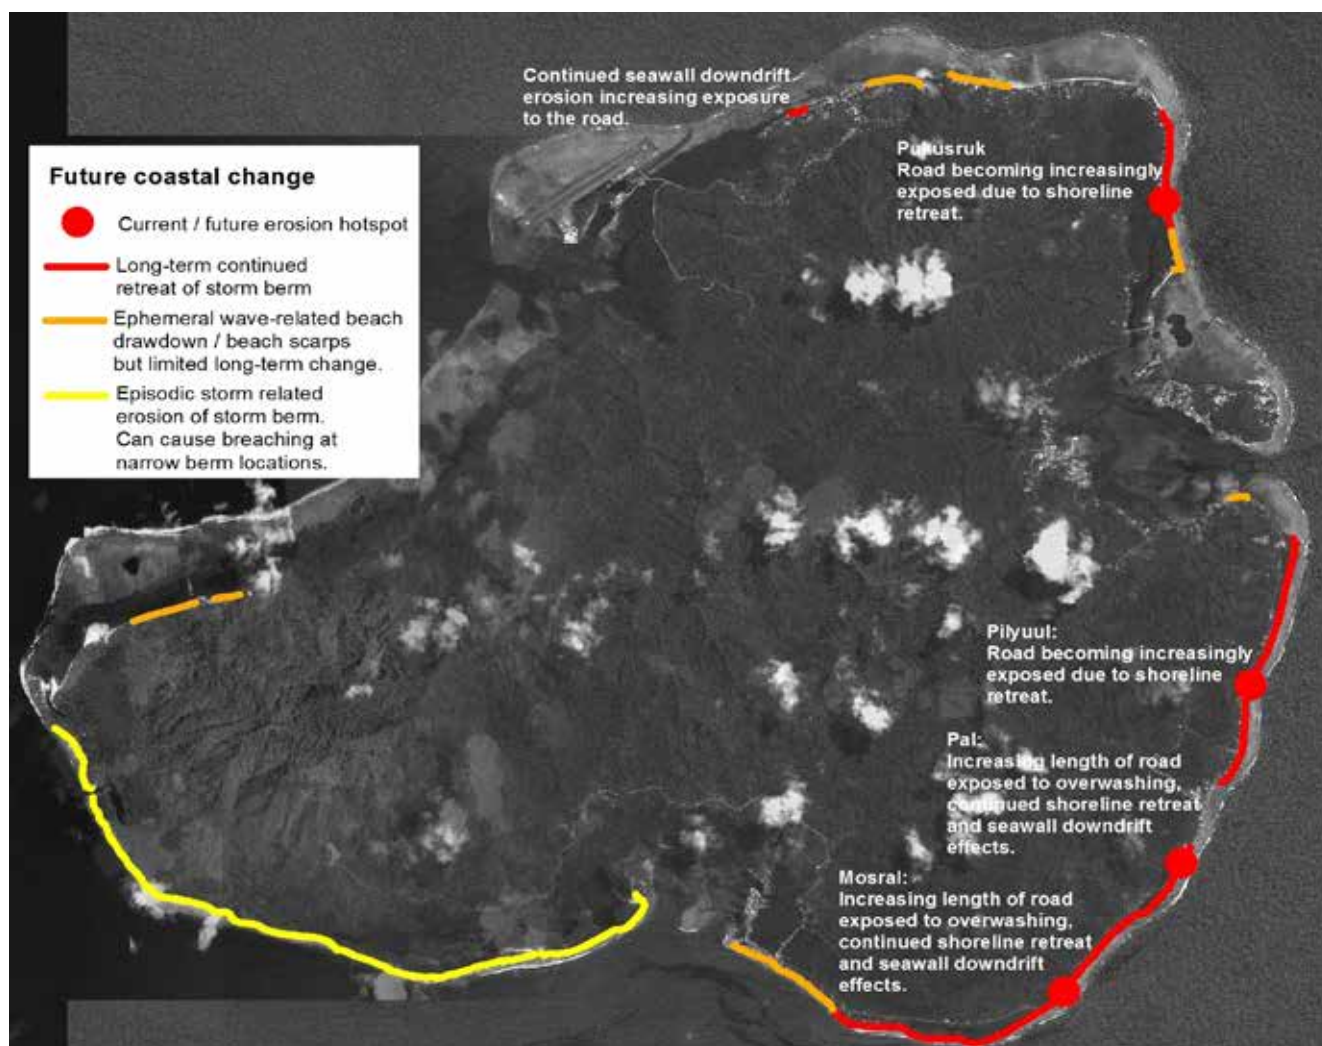 Continued seawall downdrift
erosion increasing exposure
to the road.
Future coastal change
Current / future erosion hotspot
Long-term continued
retreat of storm berm
Ephemeral wave-related beach
drawdown / beach scarps
but limited long-term change.
Episodic storm related
erosion of storm berm.
Can cause breaching at
narrow berm locations.
Pukusruk
Road becoming increasingly
exposed due to shoreline
retreat.
Pilyuul:
Road becoming increasingly
exposed due to shoreline
retreat.
Pal:
Increasing length of road
exposed to overwashing,
continued shoreline retreat
and seawall downdrift
effects.
Mosral:
Increasing length of road
exposed to overwashing,
continued shoreline retreat
and seawall downdrift
effects.